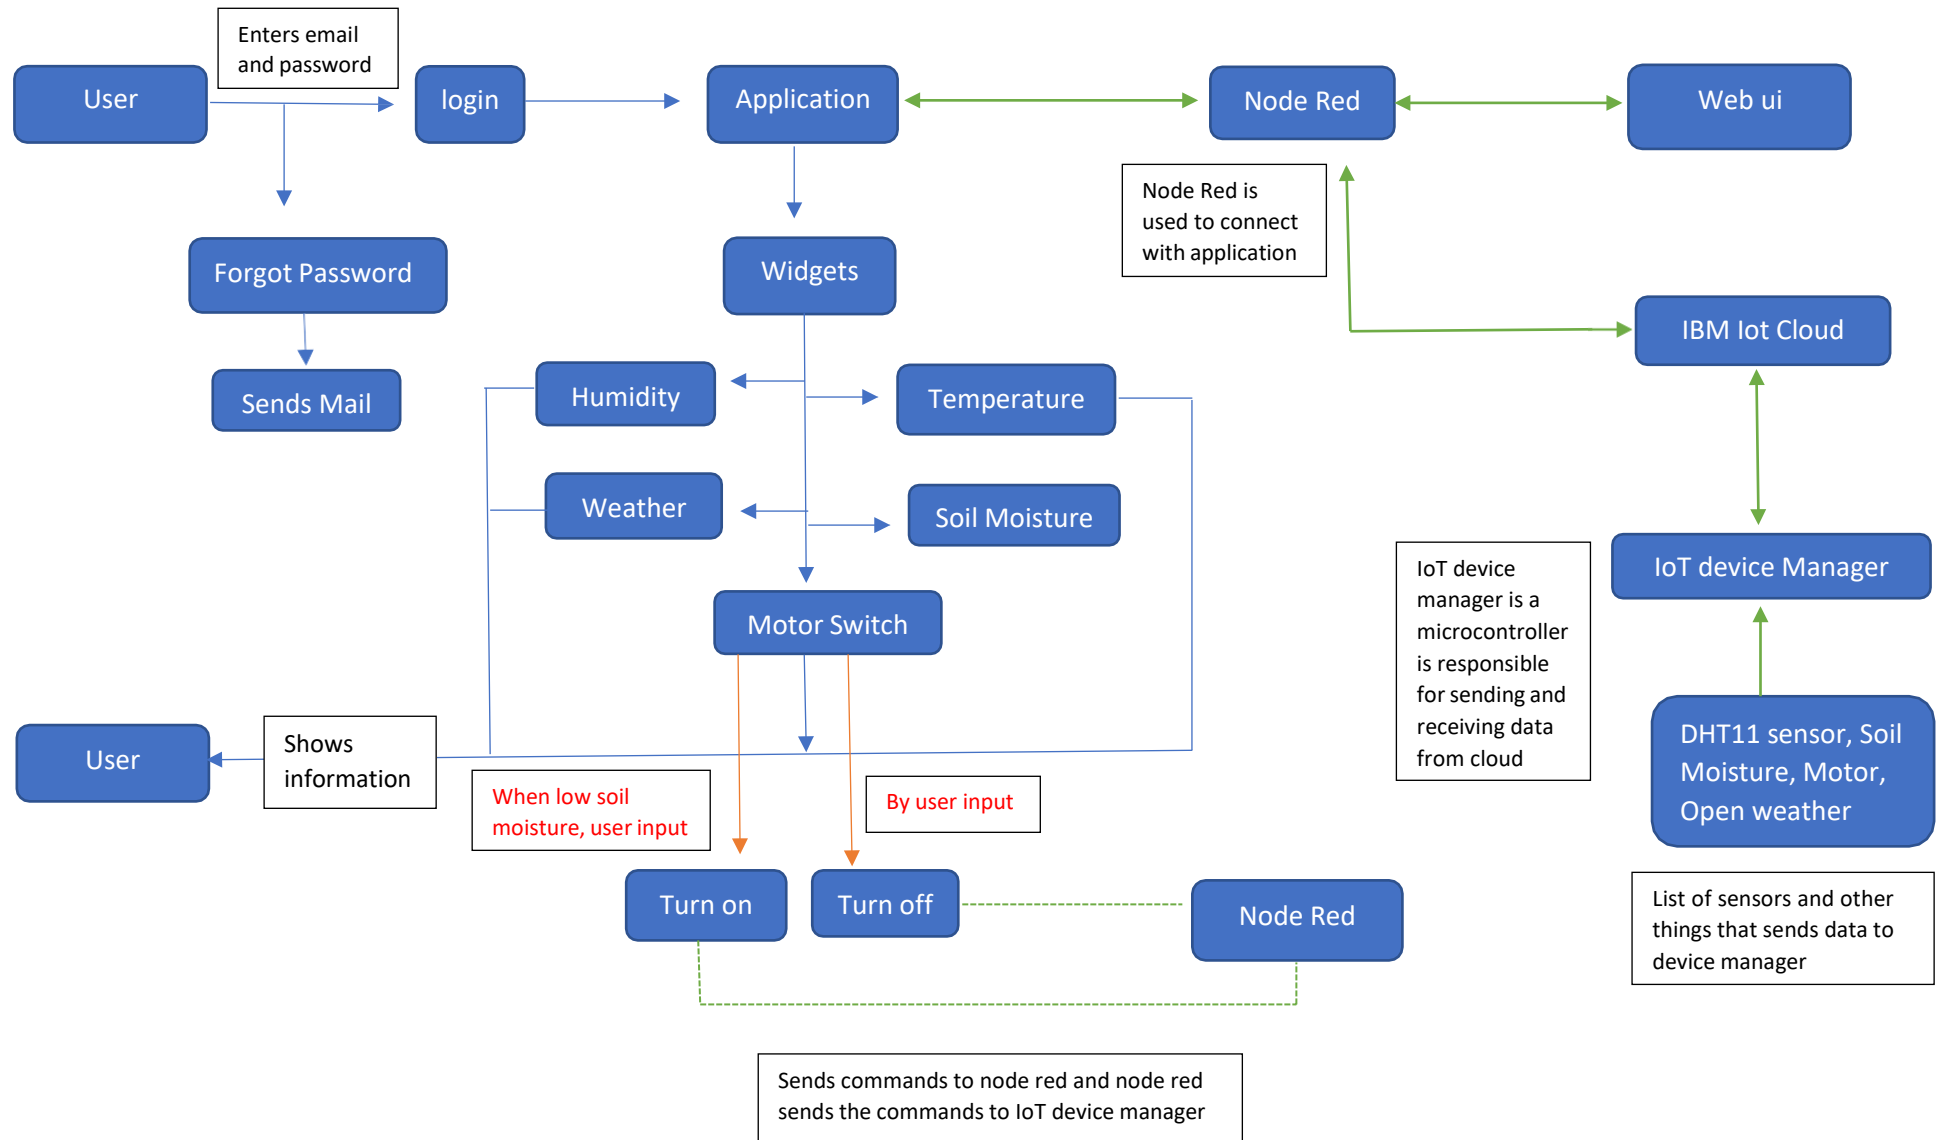 Enters email
and password
User
login
Application
Node Red
Web ui
Node Red is
used to connect
with application
Forgot Password
Widgets
IBM Iot Cloud
Sends Mail
Humidity
Temperature
Weather
Soil Moisture
IoT device Manager
IoT device
manager is a
microcontroller
is responsible
for sending and
receiving data
from cloud
Motor Switch
User
Shows
information
When low soil
moisture, user input
By user input
DHT11 sensor, Soil
Moisture, Motor,
Open weather
Turn on
Turn off
Node Red
List of sensors and other
things that sends data to
device manager
Sends commands to node red and node red
sends the commands to IoT device manager